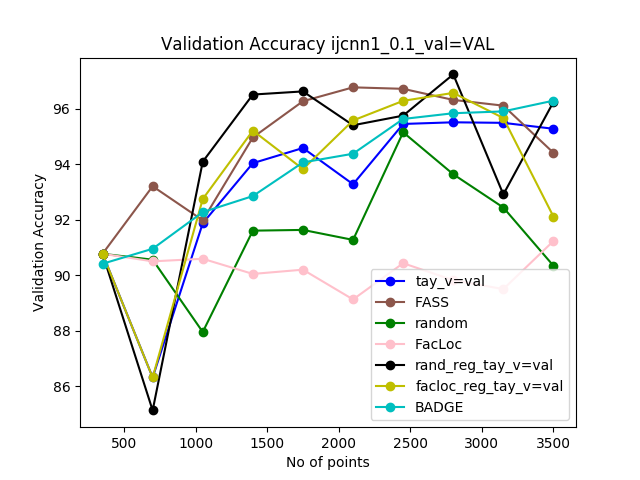 Validation Accuracy ijcnn1_0.1_val=VAL
Validation Accuracy
96
94
92
90
88
86
tay_v=val
FASS
random
FacLoc
rand_reg_tay_v=val
facloc_reg_tay_v=val
BADGE
500 1000 1500 2000 2500 3000 3500
No of points